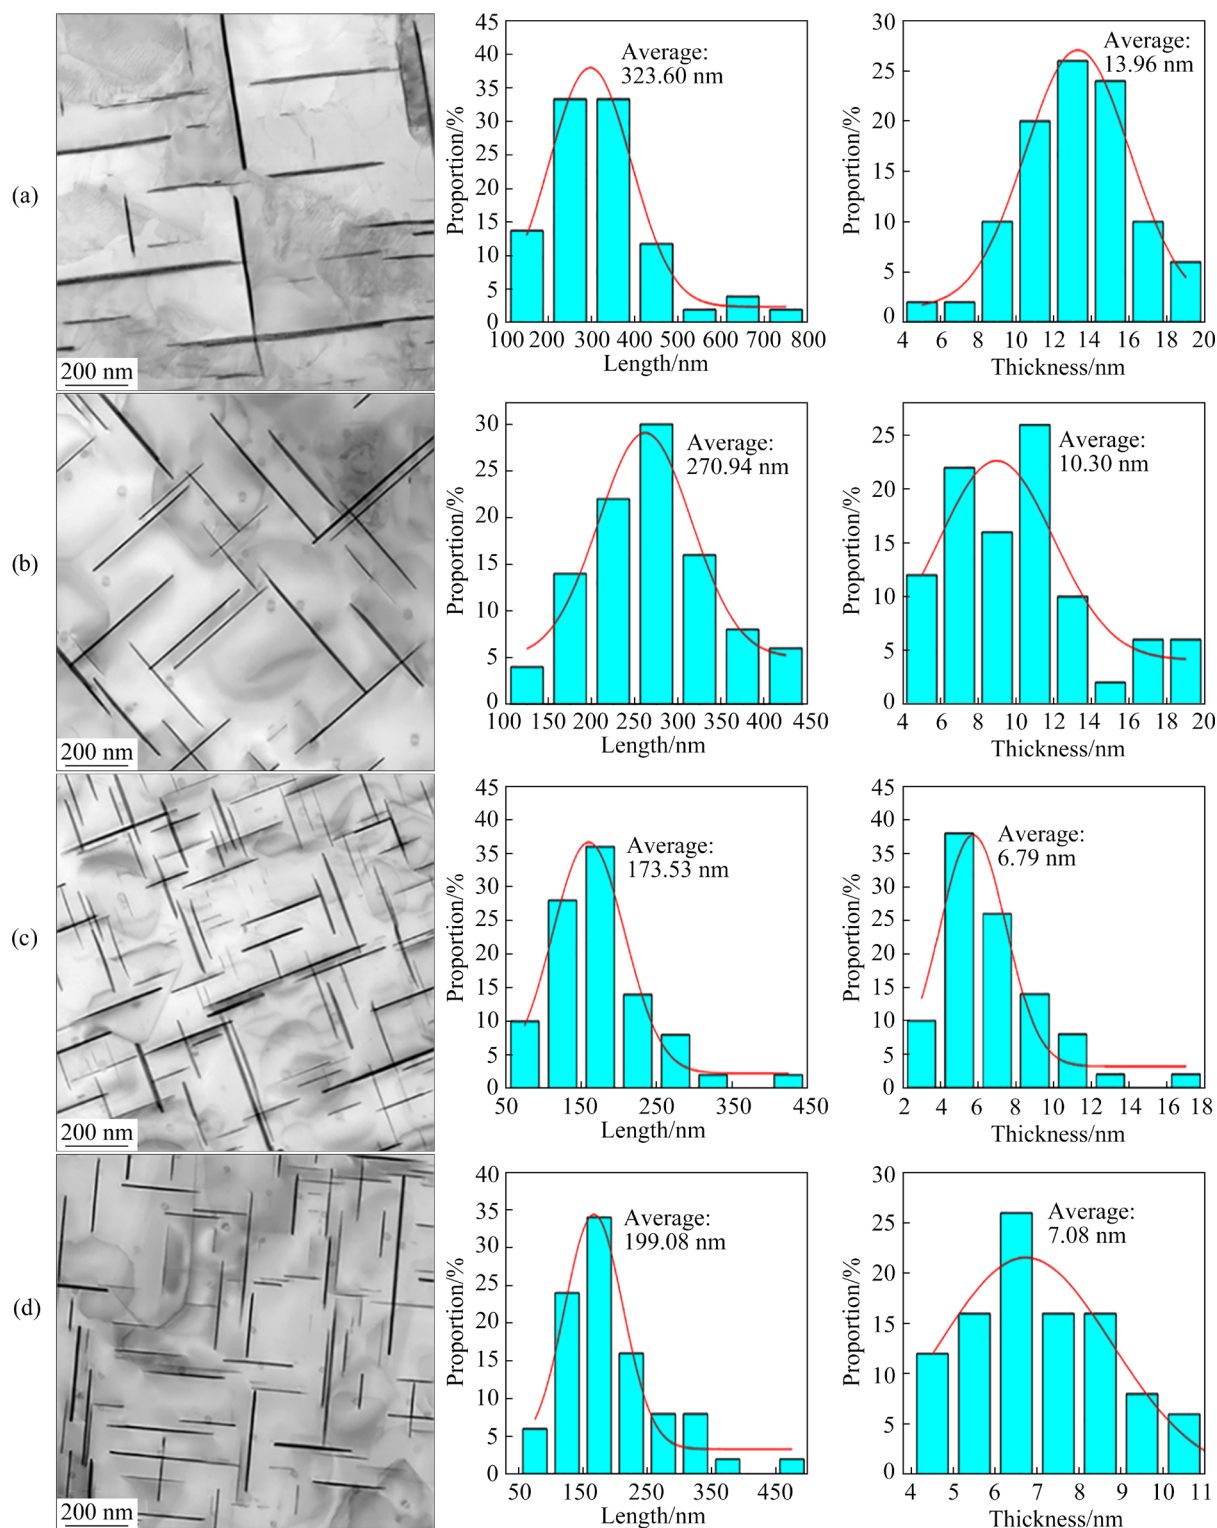 (a)
200 nm
45
40
35
30
25
20
15
10
5
0
Proportion/%
Average:
323.60 nm
100 200 300 400 500 600 700 800
Length/nm
30
25
20
15
10
5
0
Proportion/%
Average:
13.96 nm
4 6 8 10 12 14 16 18 20
Thickness/nm
(b)
200 nm
30
25
20
15
10
5
0
Proportion/%
Average:
270.94 nm
100 150 200 250 300 350 400 450
Length/nm
25
20
15
10
5
0
Proportion/%
Average:
10.30 nm
4 6 8 10 12 14 16 18 20
Thickness/nm
(c)
200 nm
45
40
35
30
25
20
15
10
5
0
Proportion/%
Average:
173.53 nm
50 150 250 350 450
Length/nm
45
40
35
30
25
20
15
10
5
0
Proportion/%
Average:
6.79 nm
2 4 6 8 10 12 14 16 18
Thickness/nm
(d)
200 nm
40
35
30
25
20
15
10
5
0
Proportion/%
Average:
199.08 nm
50 150 250 350 450
Length/nm
30
25
20
15
10
5
0
Proportion/%
Average:
7.08 nm
4 5 6 7 8 9 10 11
Thickness/nm